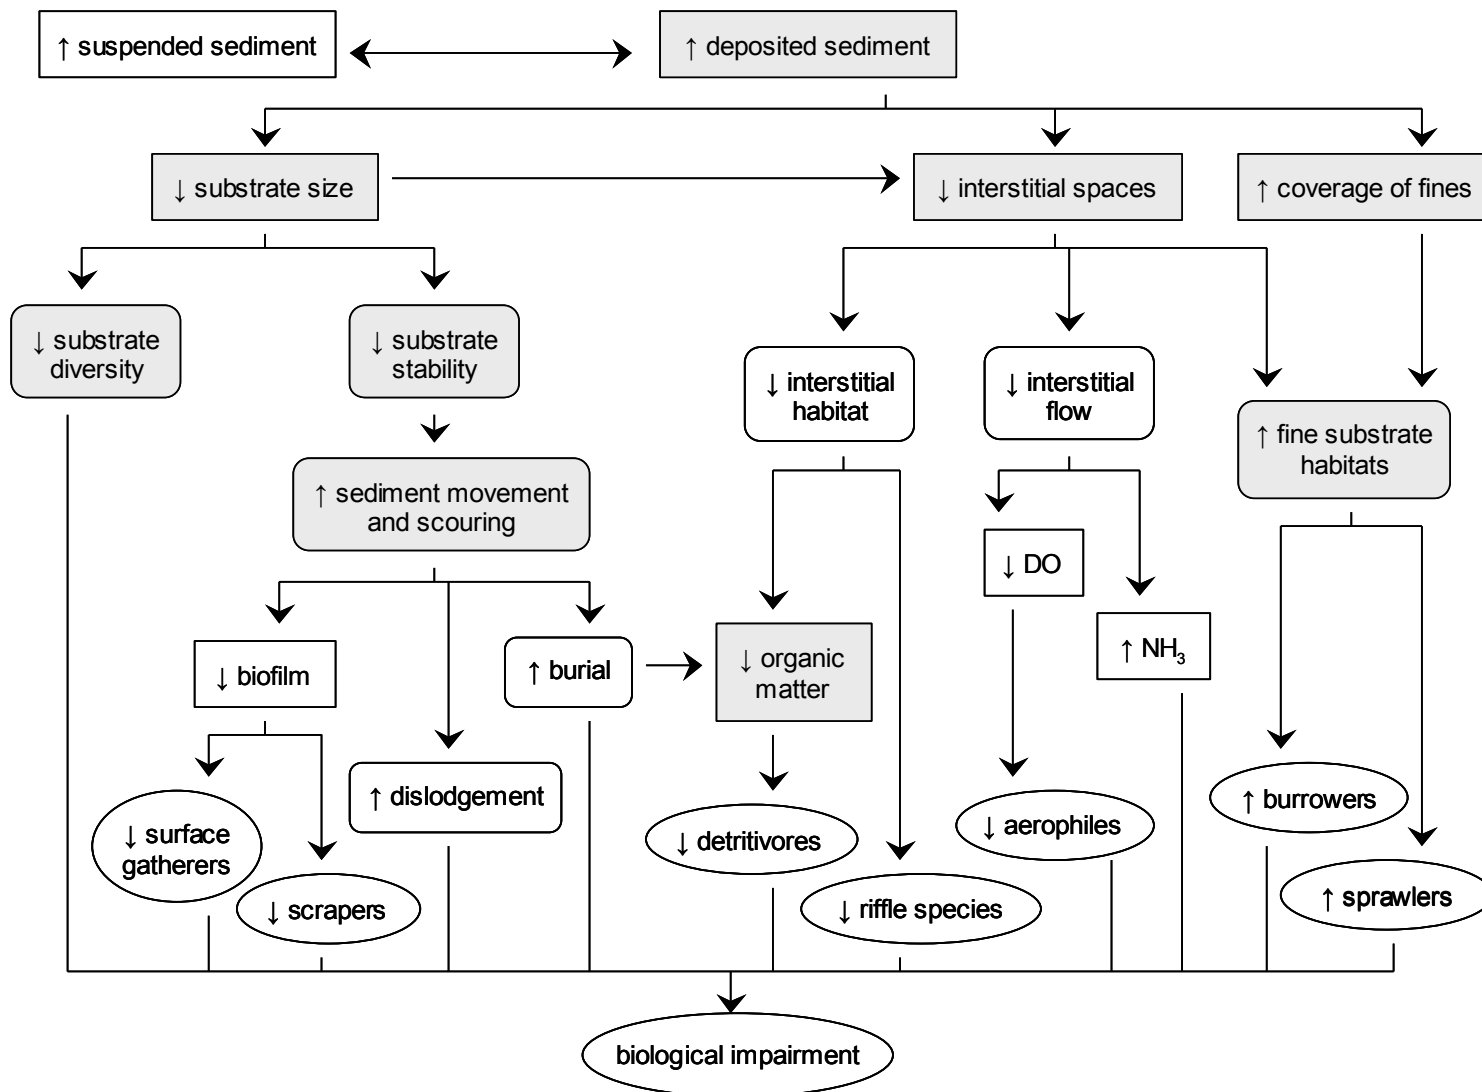 ↑ suspended sediment
↑ deposited sediment
↓ substrate size
↓ interstitial spaces
↑ coverage of fines
↓ substrate
diversity
↓ substrate
stability
↓ interstitial
habitat
↓ interstitial
flow
↑ fine substrate
habitats
↑ sediment movement
and scouring
↓ DO
↑ NH₃
↓ biofilm
↑ burial
↓ organic
matter
↑ dislodgement
↑ burrowers
↓ surface
gatherers
↓ detritivores
↓ aerophiles
↓ scrapers
↓ riffle species
↑ sprawlers
biological impairment